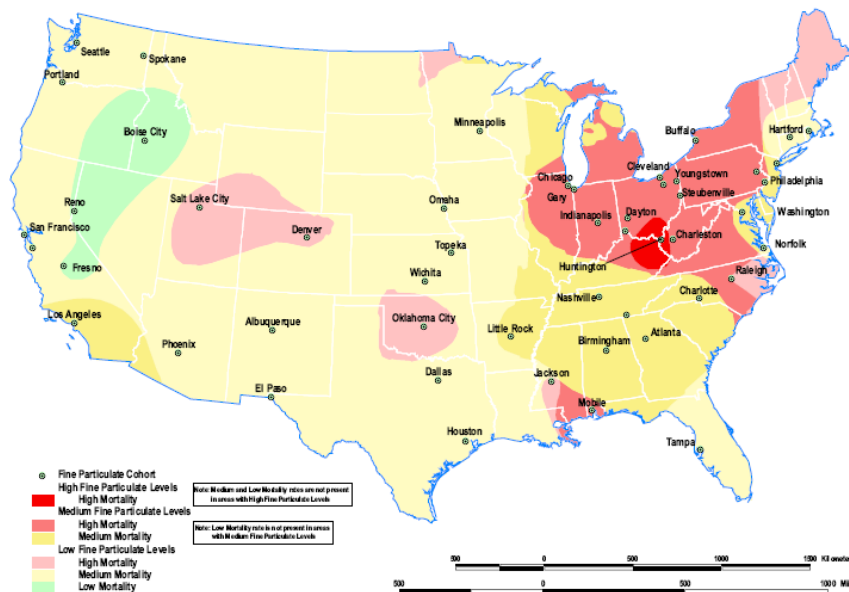 Seattle
Spokane
Portland
Boise City
Minneapolis
Buffalo
Hartford
Cleveland
Youngstown
Chicago
Gary
Steubenville
Philadelphia
Reno
Salt Lake City
Omaha
Indianapolis
Dayton
Washington
San Francisco
Denver
Topeka
Charleston
Norfolk
Fresno
Wichita
Huntington
Raleigh
Nashville
Charlotte
Los Angeles
Albuquerque
Oklahoma City
Little Rock
Atlanta
Phoenix
Birmingham
El Paso
Dallas
Jackson
Mobile
Houston
Tampa
Fine Particulate Cohort
High Fine Particulate Levels
High Mortality
Note: Medium and Low Mortality rates are not present
in areas with High Fine Particulate Levels
Medium Fine Particulate Levels
High Mortality
Medium Mortality
Note: Low Mortality rate is not present in areas
with Medium Fine Particulate Levels
Low Fine Particulate Levels
High Mortality
Medium Mortality
Low Mortality
500 0 500 1000 1500 Kilomete
500 0 500 1000 Mil